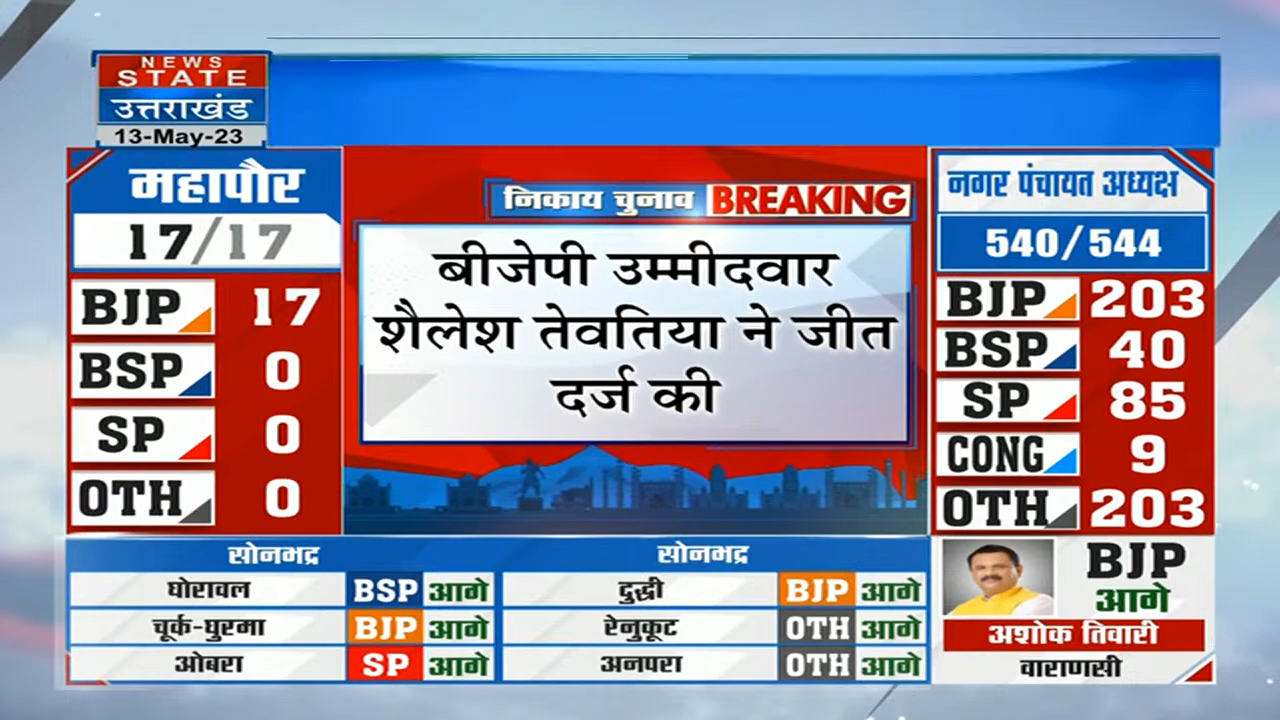 NEWS
STATE
उत्तराखंड
13-May-23
महापौर
17/17
BJP 17
BSP 0
SP 0
OTH 0
निकाय चुनाव BREAKING
बीजेपी उम्मीदवार
शैलेश तेवतिया ने जीत
दर्ज की
नगर पंचायत अध्यक्ष
540/544
BJP 203
BSP 40
SP 85
CONG 9
OTH 203
सोनभद्र
घोरावल BSP आगे
चूर्क-घुरमा BJP आगे
ओबरा SP आगे
सोनभद्र
दुद्धी BJP आगे
रेनुकूट OTH आगे
अनपरा OTH आगे
BJP
आगे
अशोक तिवारी
वाराणसी